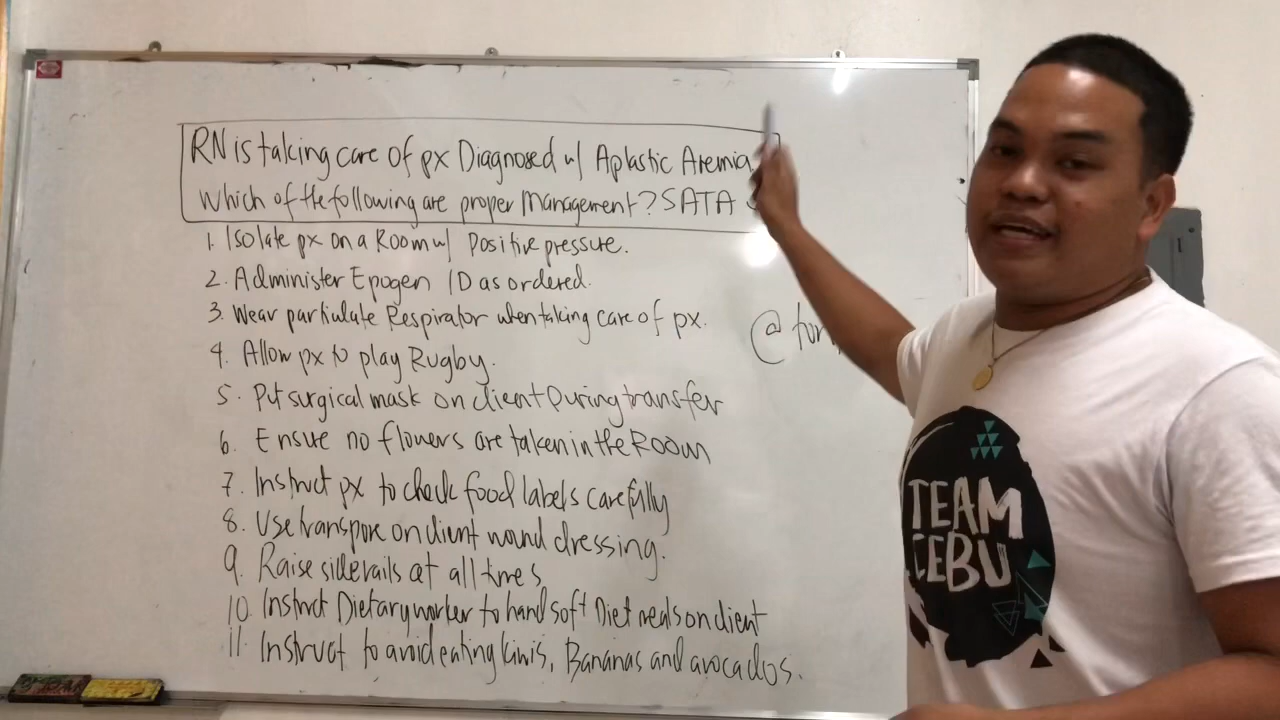 RN is taking care of px Diagnosed w/ Aplastic Anemia
Which of the following are proper Management? SATA
1. Isolate px on a Room w/ Positive pressure.
2. Administer Epogen ID as ordered.
3. Wear particulate Respirator when taking care of px.
4. Allow px to play Rugby.
5. Put surgical mask on client During transfer
6. Ensure no flowers are taken in the Room
7. Instruct px to check food labels carefully
8. Use transpore on client wound dressing.
9. Raise siderails at all times
10. Instruct Dietary worker to hand soft Diet meals on client
11. Instruct to avoid eating kiwis, Bananas and avocados.
TEAM
CEBU